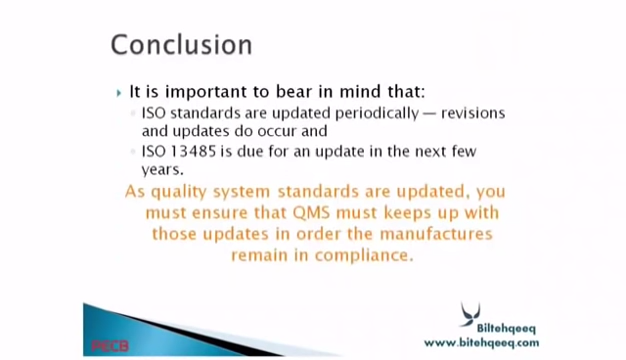 Conclusion
It is important to bear in mind that:
ISO standards are updated periodically — revisions
and updates do occur and
ISO 13485 is due for an update in the next few
years.
As quality system standards are updated, you
must ensure that QMS must keeps up with
those updates in order the manufactures
remain in compliance.
Biltehqeeq
www.bitehqeeq.com
PECB